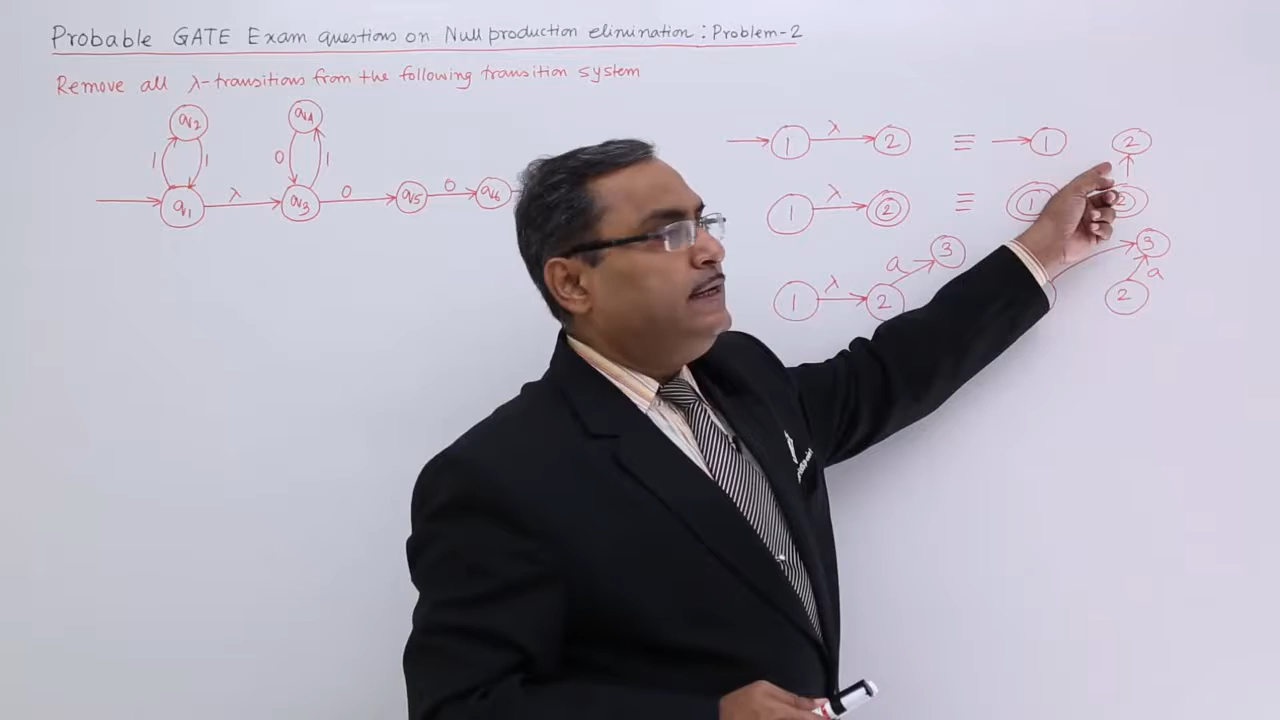 Probable GATE Exam questions on Null production elimination : Problem-2
Remove all λ-transitions from the following transition system
q2 q4
1 1 0 1
q1 λ q3 0 q5 0 q6
1 λ 2 ≡ 1 2
1 λ 2 ≡ 1 2
1 λ 2 a 3 3
2 a